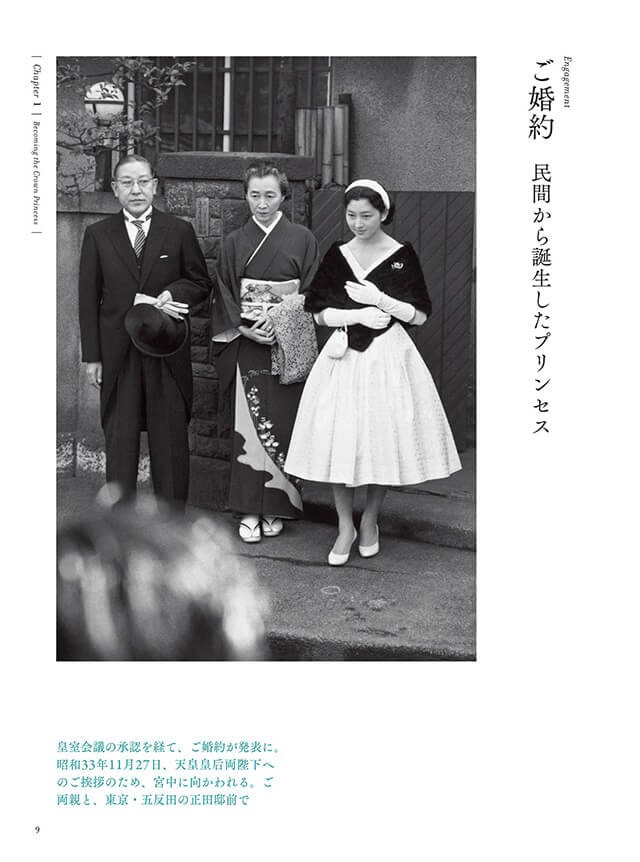 Engagement
ご婚約 民間から誕生したプリンセス
Chapter 1 | Becoming the Crown Princess
皇室会議の承認を経て、ご婚約が発表に。
昭和33年11月27日、天皇皇后両陛下へ
のご挨拶のため、宮中に向かわれる。ご
両親と、東京・五反田の正田邸前で
9